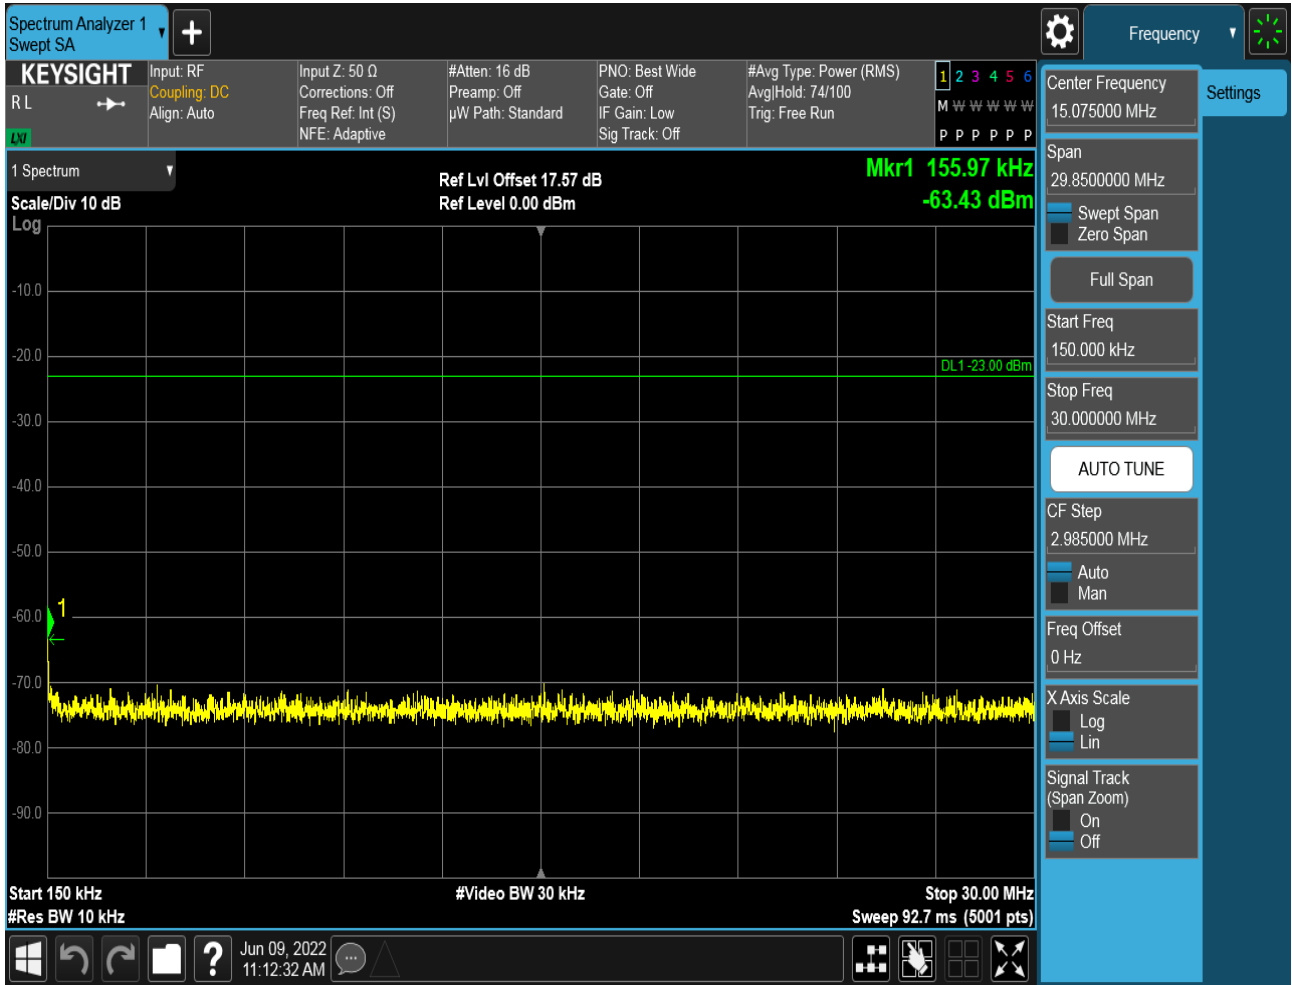 Spectrum Analyzer 1
Swept SA
Frequency
KEYSIGHT
R L
LXI
Input: RF
Coupling: DC
Align: Auto
Input Z: 50 Ω
Corrections: Off
Freq Ref: Int (S)
NFE: Adaptive
#Atten: 16 dB
Preamp: Off
µW Path: Standard
PNO: Best Wide
Gate: Off
IF Gain: Low
Sig Track: Off
#Avg Type: Power (RMS)
Avg|Hold: 74/100
Trig: Free Run
1 2 3 4 5 6
M W W W W W
P P P P P P
1 Spectrum
Scale/Div 10 dB
Log
Ref Lvl Offset 17.57 dB
Ref Level 0.00 dBm
Mkr1 155.97 kHz
-63.43 dBm
-10.0
-20.0
DL1 -23.00 dBm
-30.0
-40.0
-50.0
-60.0
1
-70.0
-80.0
-90.0
Start 150 kHz
#Res BW 10 kHz
#Video BW 30 kHz
Stop 30.00 MHz
Sweep 92.7 ms (5001 pts)
Center Frequency
15.075000 MHz
Settings
Span
29.8500000 MHz
Swept Span
Zero Span
Full Span
Start Freq
150.000 kHz
Stop Freq
30.000000 MHz
AUTO TUNE
CF Step
2.985000 MHz
Auto
Man
Freq Offset
0 Hz
X Axis Scale
Log
Lin
Signal Track
(Span Zoom)
On
Off
?
Jun 09, 2022
11:12:32 AM